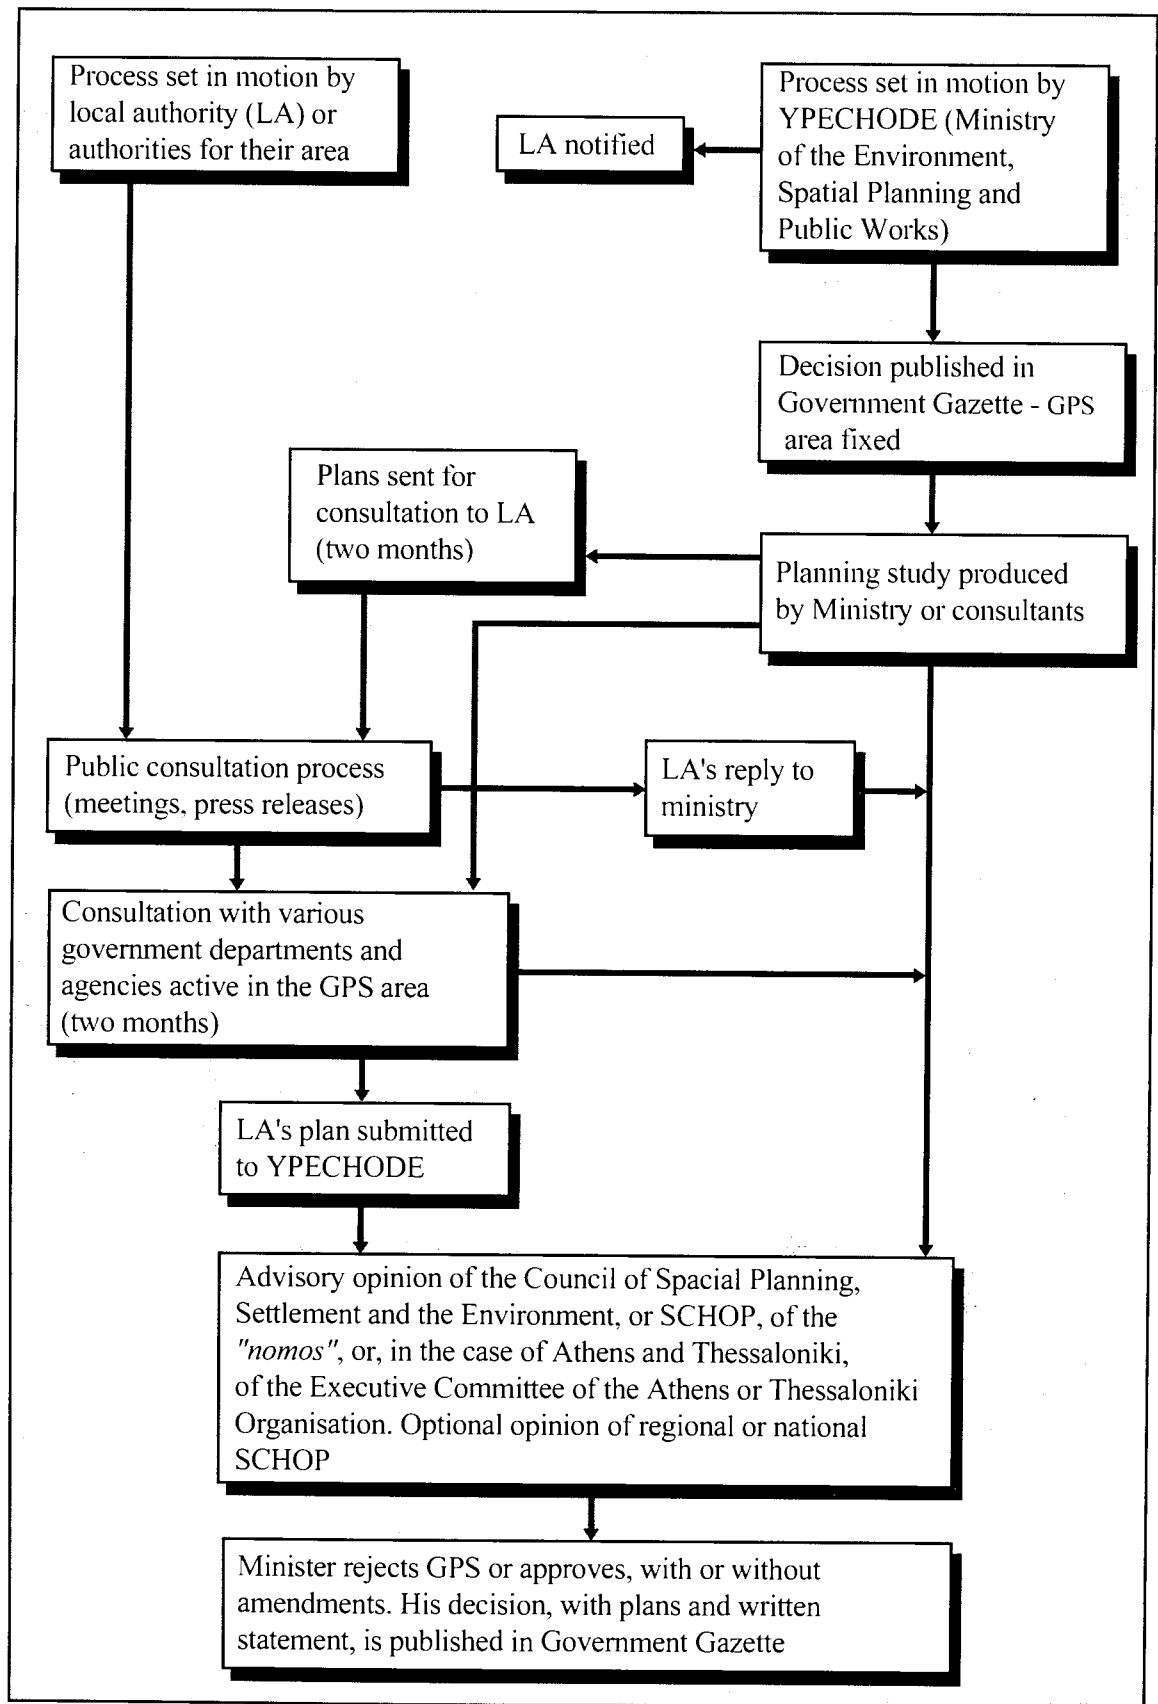 Process set in motion by
local authority (LA) or
authorities for their area
LA notified
Process set in motion by
YPECHODE (Ministry
of the Environment,
Spatial Planning and
Public Works)
Decision published in
Government Gazette - GPS
area fixed
Plans sent for
consultation to LA
(two months)
Planning study produced
by Ministry or consultants
Public consultation process
(meetings, press releases)
LA's reply to
ministry
Consultation with various
government departments and
agencies active in the GPS area
(two months)
LA's plan submitted
to YPECHODE
Advisory opinion of the Council of Spacial Planning,
Settlement and the Environment, or SCHOP, of the
"nomos", or, in the case of Athens and Thessaloniki,
of the Executive Committee of the Athens or Thessaloniki
Organisation. Optional opinion of regional or national
SCHOP
Minister rejects GPS or approves, with or without
amendments. His decision, with plans and written
statement, is published in Government Gazette